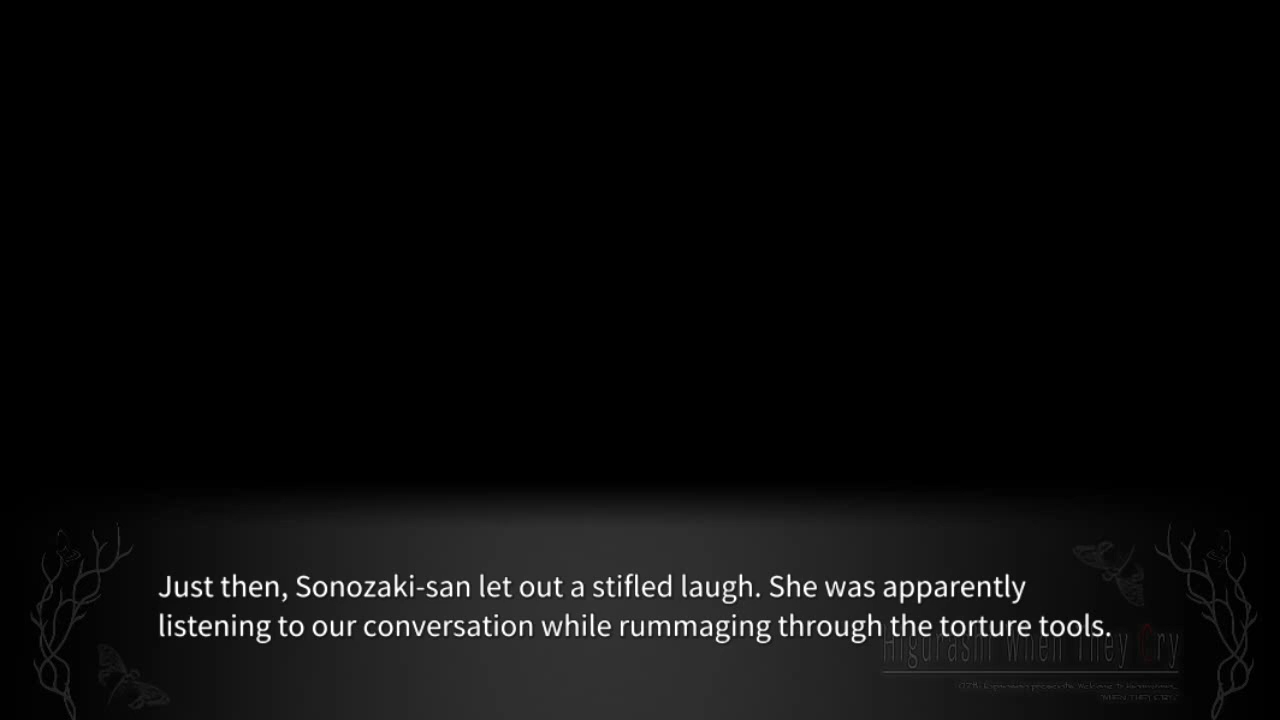 Just then, Sonozaki-san let out a stifled laugh. She was apparently
listening to our conversation while rummaging through the torture tools.
Higurashi When They Cry